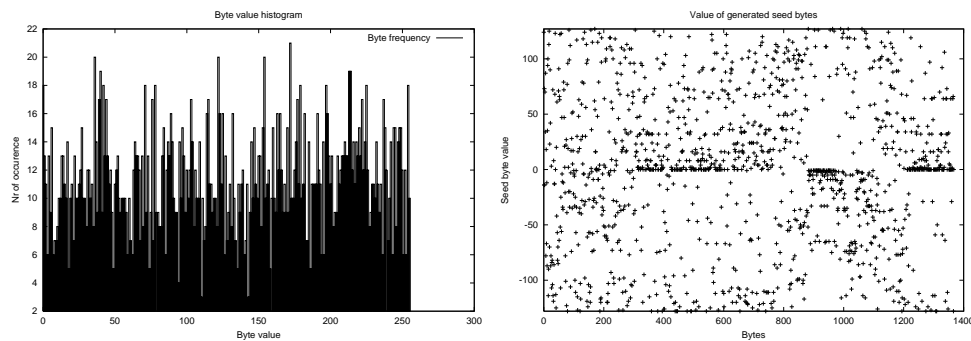 Byte value histogram
22
20
18
16
14
12
10
8
6
4
2
Nr of occurence
Byte frequency
0 50 100 150 200 250 300
Byte value
Value of generated seed bytes
100
50
0
-50
-100
Seed byte value
0 200 400 600 800 1000 1200 1400
Bytes